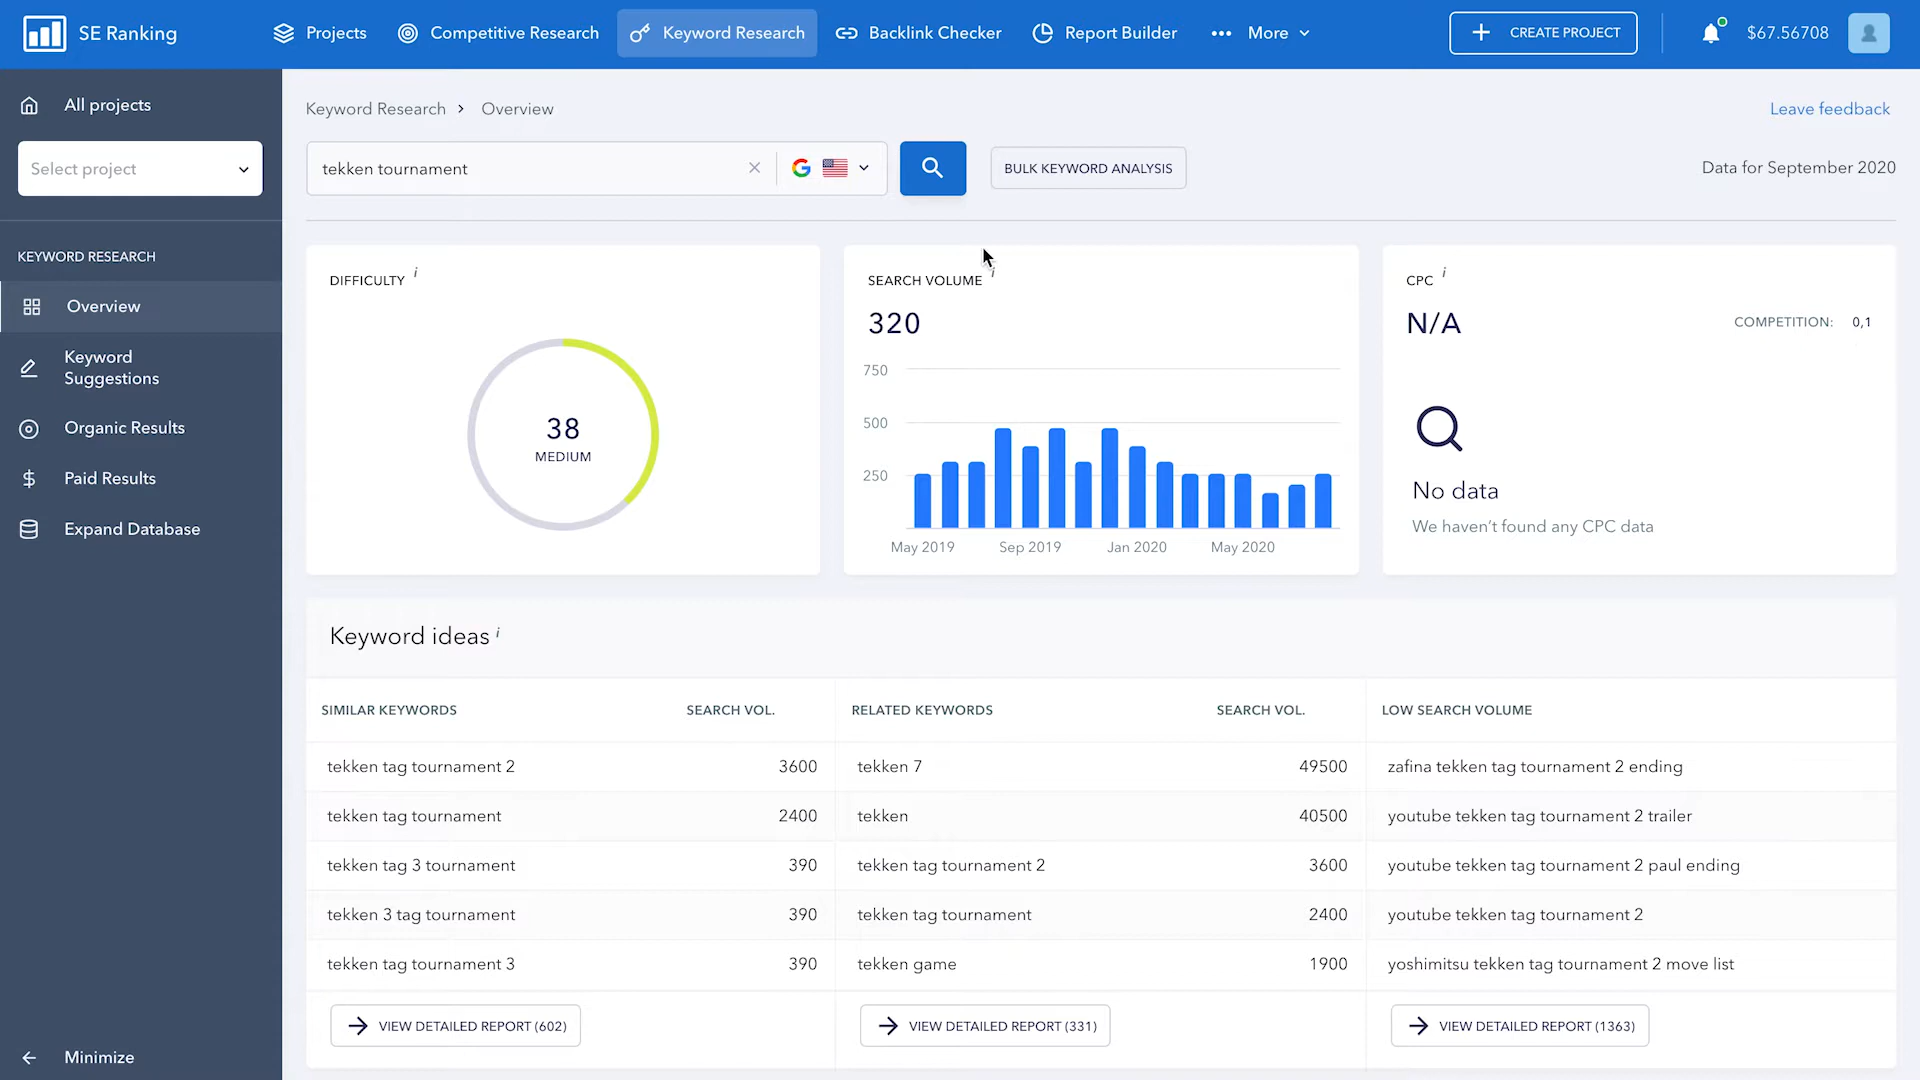 SE Ranking
Projects
Competitive Research
Keyword Research
Backlink Checker
Report Builder
More
CREATE PROJECT
$67.56708
All projects
Select project
KEYWORD RESEARCH
Overview
Keyword
Suggestions
Organic Results
Paid Results
Expand Database
Minimize
Keyword Research > Overview
Leave feedback
tekken tournament
BULK KEYWORD ANALYSIS
Data for September 2020
DIFFICULTY i
38
MEDIUM
SEARCH VOLUME i
320
750
500
250
May 2019 Sep 2019 Jan 2020 May 2020
CPC i
N/A
COMPETITION: 0,1
No data
We haven't found any CPC data
Keyword ideas i
SIMILAR KEYWORDS SEARCH VOL. RELATED KEYWORDS SEARCH VOL. LOW SEARCH VOLUME
tekken tag tournament 2 3600 tekken 7 49500 zafina tekken tag tournament 2 ending
tekken tag tournament 2400 tekken 40500 youtube tekken tag tournament 2 trailer
tekken tag 3 tournament 390 tekken tag tournament 2 3600 youtube tekken tag tournament 2 paul ending
tekken 3 tag tournament 390 tekken tag tournament 2400 youtube tekken tag tournament 2
tekken tag tournament 3 390 tekken game 1900 yoshimitsu tekken tag tournament 2 move list
VIEW DETAILED REPORT (602) VIEW DETAILED REPORT (331) VIEW DETAILED REPORT (1363)